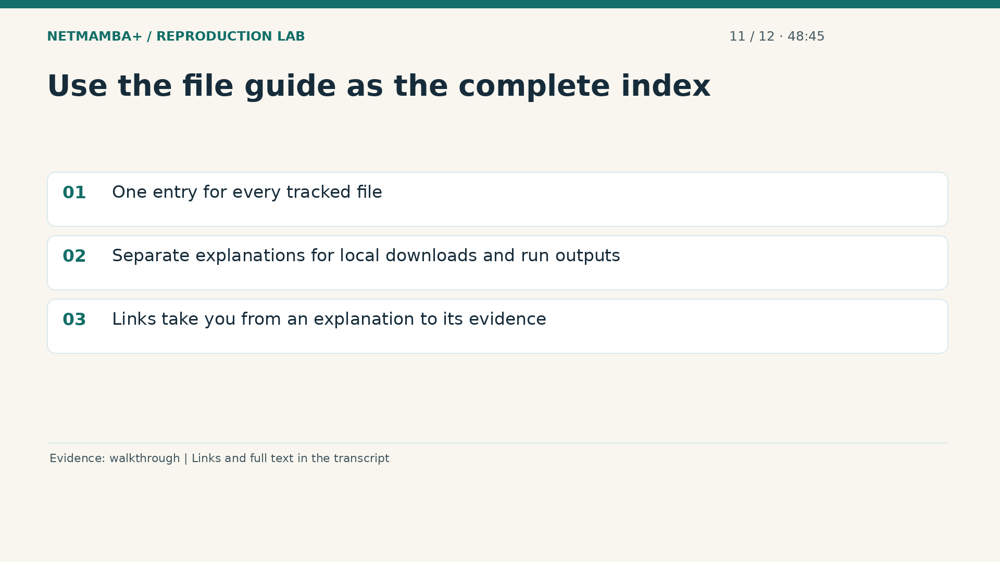 NETMAMBA+ / REPRODUCTION LAB
11 / 12 · 48:45
Use the file guide as the complete index
01 One entry for every tracked file
02 Separate explanations for local downloads and run outputs
03 Links take you from an explanation to its evidence
Evidence: walkthrough | Links and full text in the transcript